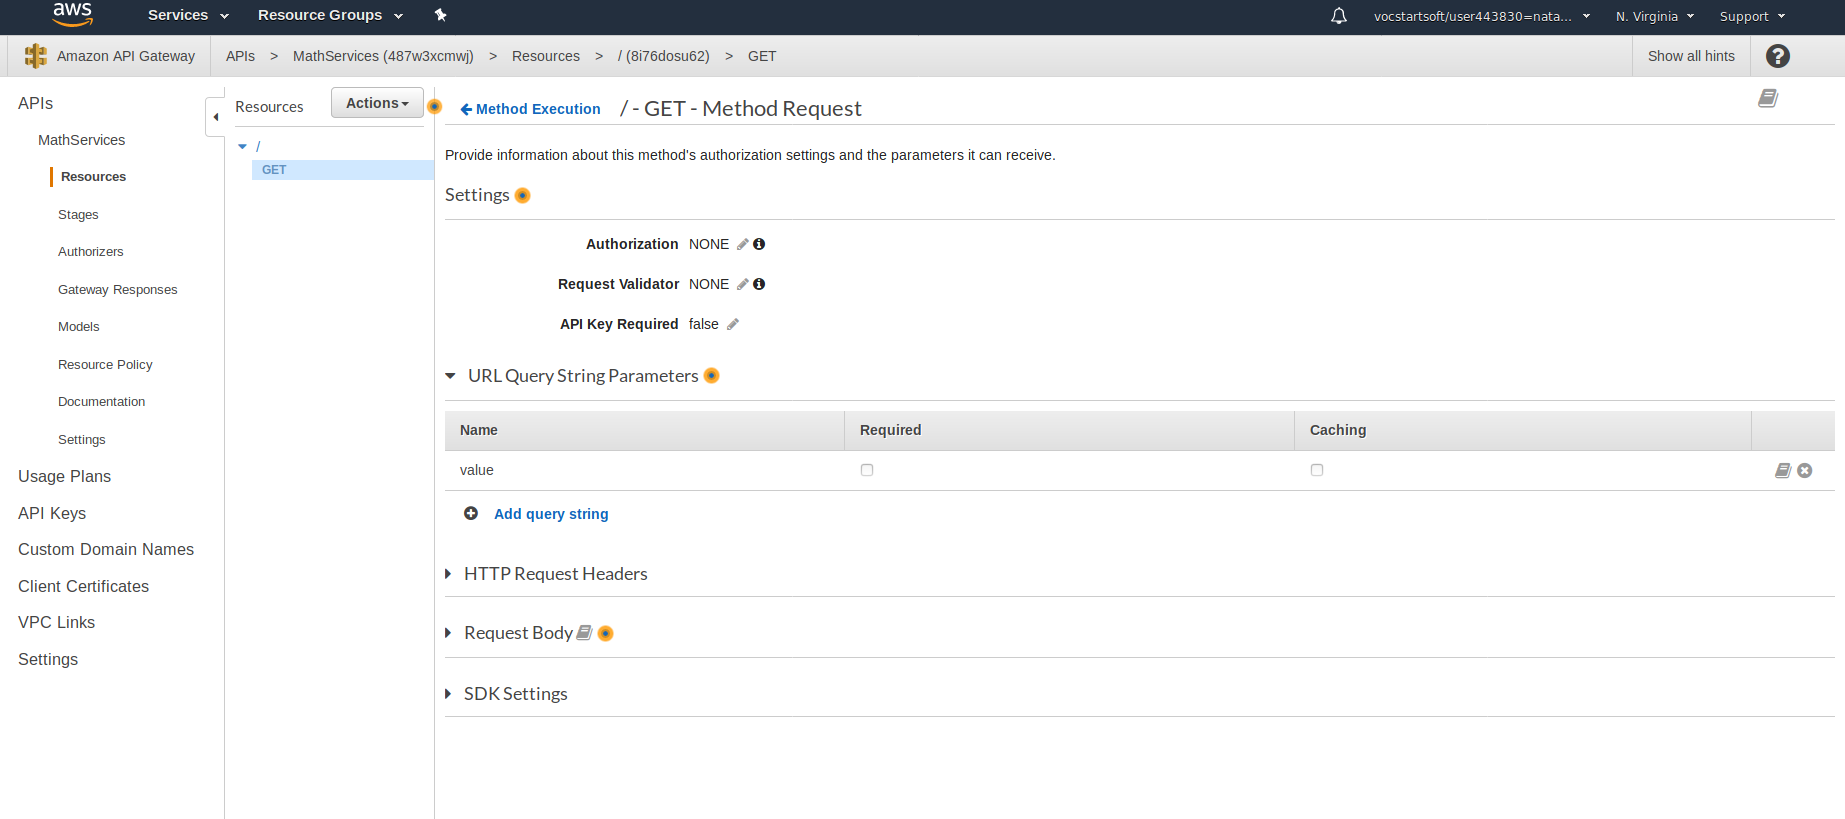 aws Services Resource Groups vocstartsoft/user443830=nata... N. Virginia Support
Amazon API Gateway APIs > MathServices (487w3xcmwj) > Resources > / (8i76dosu62) > GET Show all hints ?
APIs
MathServices
Resources
Stages
Authorizers
Gateway Responses
Models
Resource Policy
Documentation
Settings
Usage Plans
API Keys
Custom Domain Names
Client Certificates
VPC Links
Settings
Resources Actions
/
GET
Method Execution / - GET - Method Request
Provide information about this method's authorization settings and the parameters it can receive.
Settings
Authorization NONE
Request Validator NONE
API Key Required false
URL Query String Parameters
Name Required Caching
value
Add query string
HTTP Request Headers
Request Body
SDK Settings